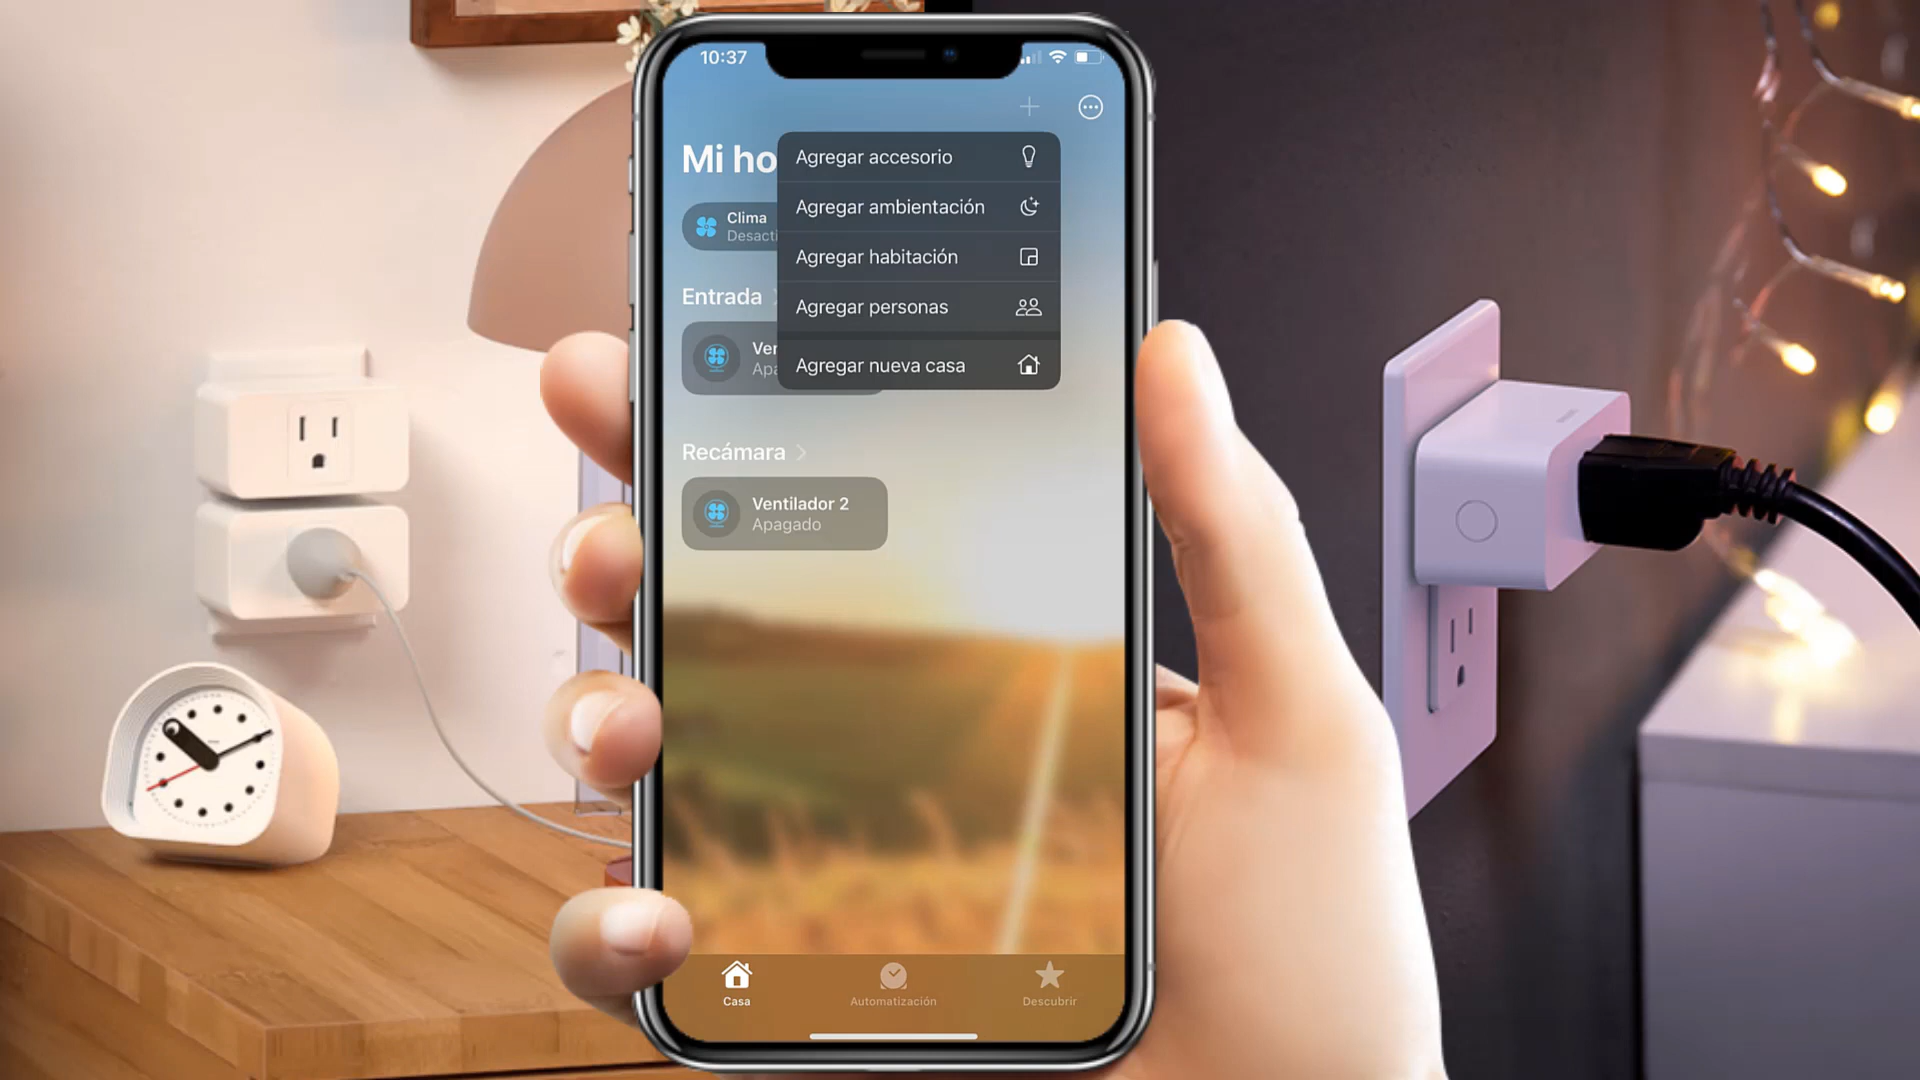 10:37
Mi ho
Agregar accesorio
Agregar ambientación
Agregar habitación
Agregar personas
Agregar nueva casa
Clima
Desacti
Entrada
Ver
Apa
Recámara
Ventilador 2
Apagado
Casa
Automatización
Descubrir